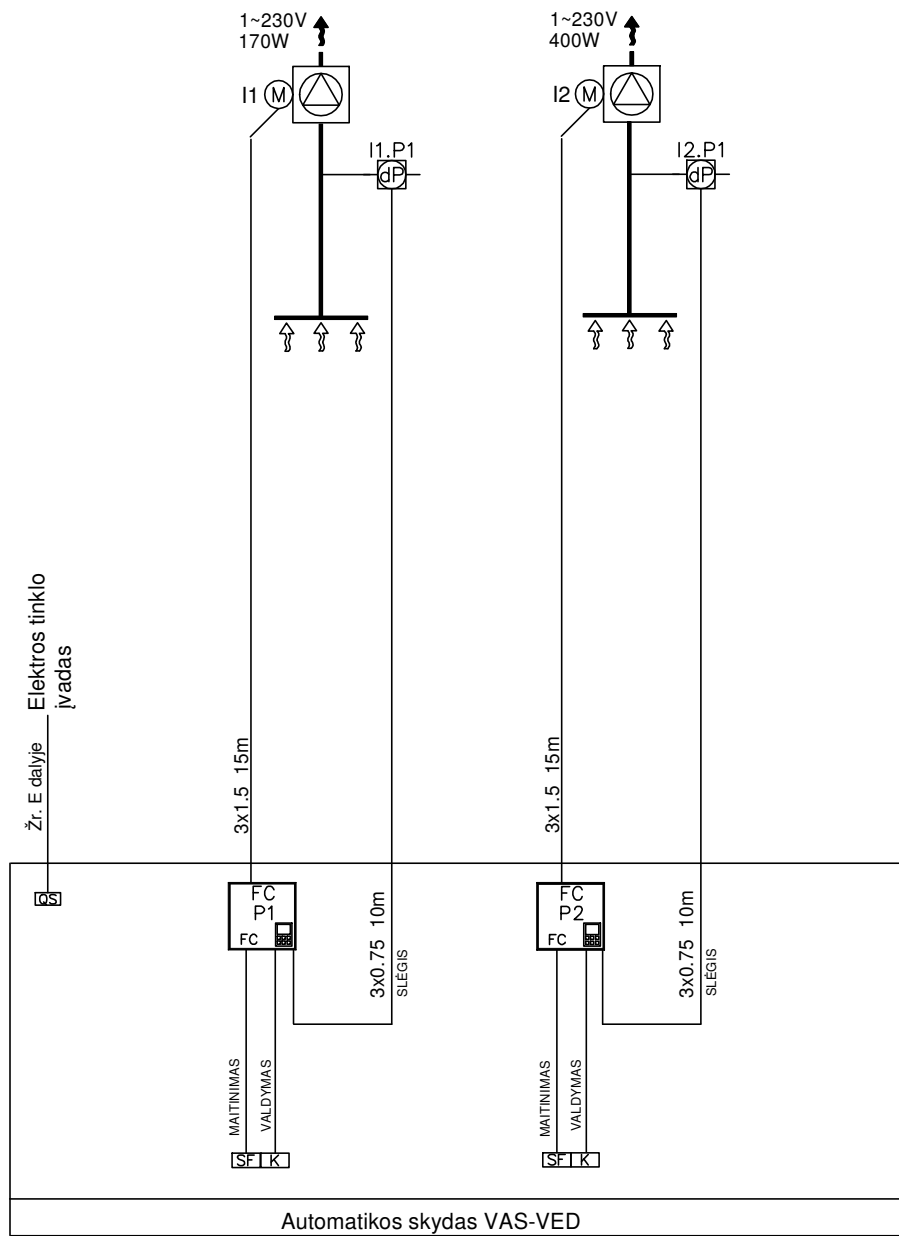 1~230V
170W
I1
M
I1.P1
dP
1~230V
400W
I2
M
I2.P1
dP
Elektros tinklo
įvadas
Žr. E dalyje
3x1.5 15m
3x1.5 15m
QS
FC
P1
FC
3x0.75 10m
SLĖGIS
FC
P2
FC
3x0.75 10m
SLĖGIS
MAITINIMAS
VALDYMAS
SF
K
MAITINIMAS
VALDYMAS
SF
K
Automatikos skydas VAS-VED